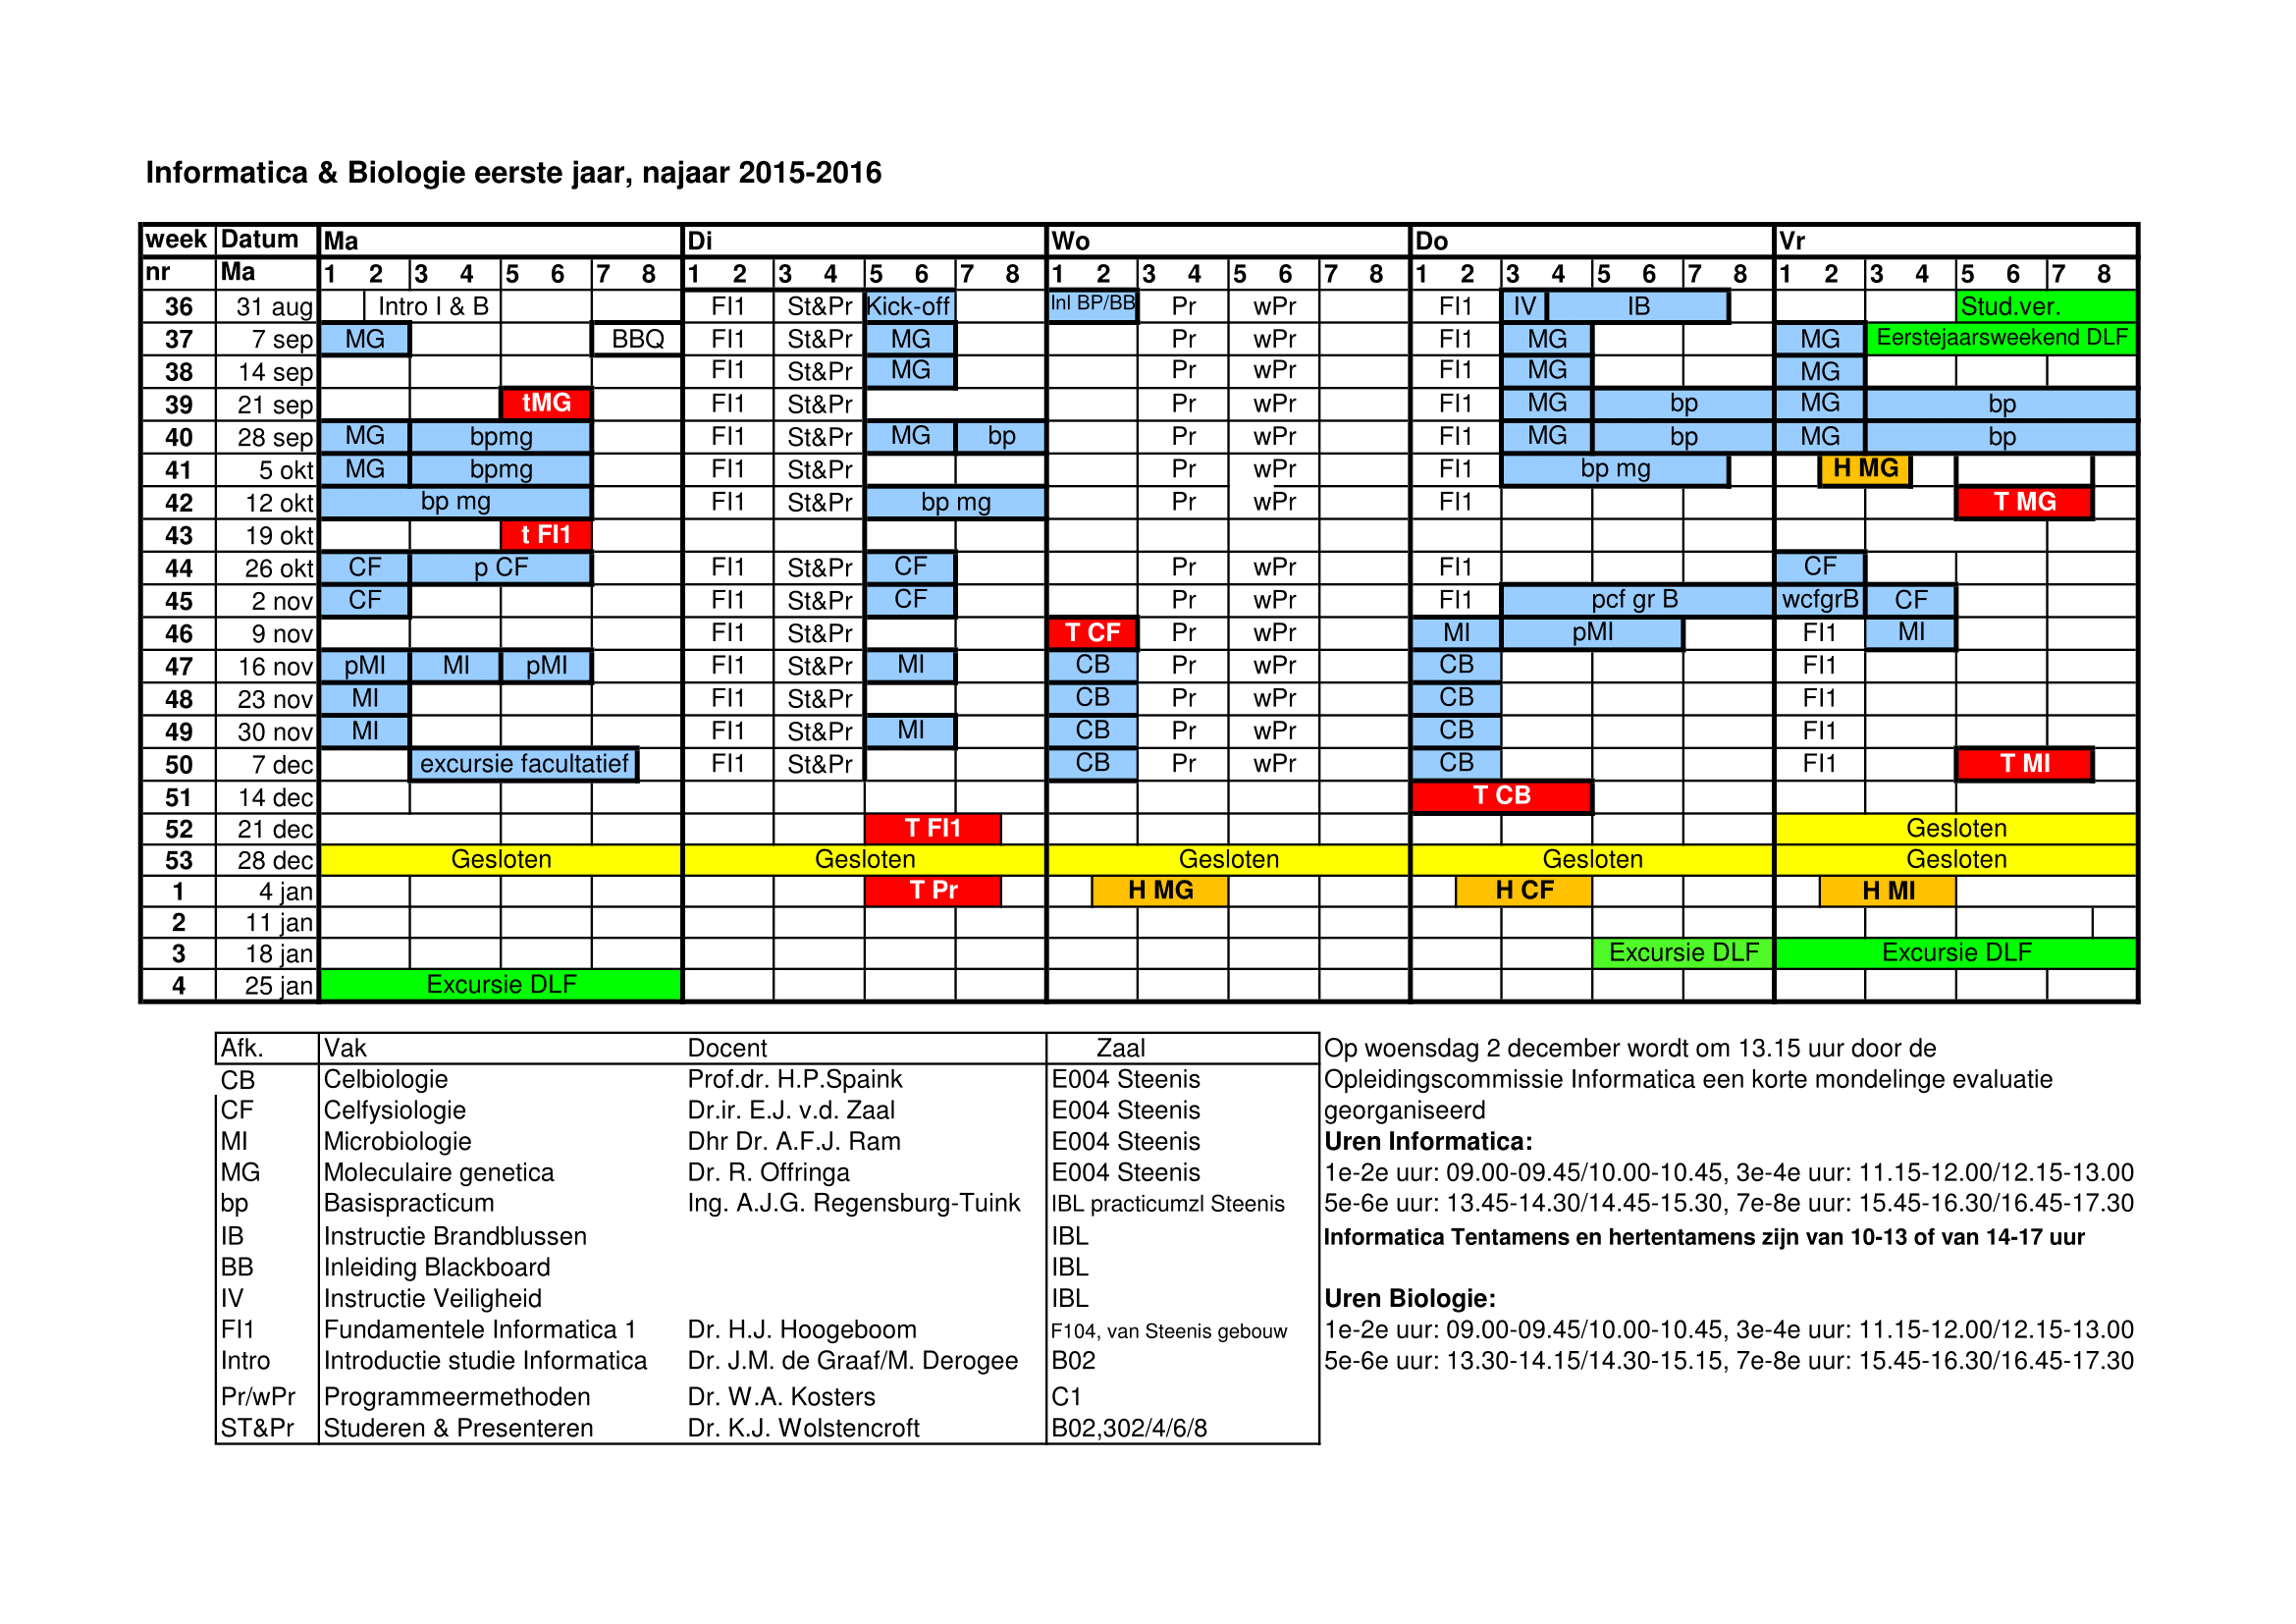 Informatica & Biologie eerste jaar, najaar 2015-2016
week Datum Ma Di Wo Do Vr
nr Ma 1 2 3 4 5 6 7 8 1 2 3 4 5 6 7 8 1 2 3 4 5 6 7 8 1 2 3 4 5 6 7 8 1 2 3 4 5 6 7 8
36 31 aug Intro I & B FI1 St&Pr Kick-off Inl BP/BB Pr wPr FI1 IV IB Stud.ver.
37 7 sep MG BBQ FI1 St&Pr MG Pr wPr FI1 MG MG Eerstejaarsweekend DLF
38 14 sep FI1 St&Pr MG Pr wPr FI1 MG MG
39 21 sep tMG FI1 St&Pr Pr wPr FI1 MG bp MG bp
40 28 sep MG bpmg FI1 St&Pr MG bp Pr wPr FI1 MG bp MG bp
41 5 okt MG bpmg FI1 St&Pr Pr wPr FI1 bp mg H MG
42 12 okt bp mg FI1 St&Pr bp mg Pr wPr FI1 T MG
43 19 okt t FI1
44 26 okt CF p CF FI1 St&Pr CF Pr wPr FI1 CF
45 2 nov CF FI1 St&Pr CF Pr wPr FI1 pcf gr B wcfgrB CF
46 9 nov FI1 St&Pr T CF Pr wPr MI pMI FI1 MI
47 16 nov pMI MI pMI FI1 St&Pr MI CB Pr wPr CB FI1
48 23 nov MI FI1 St&Pr CB Pr wPr CB FI1
49 30 nov MI FI1 St&Pr MI CB Pr wPr CB FI1
50 7 dec excursie facultatief FI1 St&Pr CB Pr wPr CB FI1 T MI
51 14 dec T CB
52 21 dec T FI1 Gesloten
53 28 dec Gesloten Gesloten Gesloten Gesloten Gesloten
1 4 jan T Pr H MG H CF H MI
2 11 jan
3 18 jan Excursie DLF Excursie DLF
4 25 jan Excursie DLF
Afk. Vak Docent Zaal
CB Celbiologie Prof.dr. H.P.Spaink E004 Steenis
CF Celfysiologie Dr.ir. E.J. v.d. Zaal E004 Steenis
MI Microbiologie Dhr Dr. A.F.J. Ram E004 Steenis
MG Moleculaire genetica Dr. R. Offringa E004 Steenis
bp Basispracticum Ing. A.J.G. Regensburg-Tuink IBL practicumzl Steenis
IB Instructie Brandblussen IBL
BB Inleiding Blackboard IBL
IV Instructie Veiligheid IBL
FI1 Fundamentele Informatica 1 Dr. H.J. Hoogeboom F104, van Steenis gebouw
Intro Introductie studie Informatica Dr. J.M. de Graaf/M. Derogee B02
Pr/wPr Programmeermethoden Dr. W.A. Kosters C1
ST&Pr Studeren & Presenteren Dr. K.J. Wolstencroft B02,302/4/6/8
Op woensdag 2 december wordt om 13.15 uur door de
Opleidingscommissie Informatica een korte mondelinge evaluatie
georganiseerd
Uren Informatica:
1e-2e uur: 09.00-09.45/10.00-10.45, 3e-4e uur: 11.15-12.00/12.15-13.00
5e-6e uur: 13.45-14.30/14.45-15.30, 7e-8e uur: 15.45-16.30/16.45-17.30
Informatica Tentamens en hertentamens zijn van 10-13 of van 14-17 uur
Uren Biologie:
1e-2e uur: 09.00-09.45/10.00-10.45, 3e-4e uur: 11.15-12.00/12.15-13.00
5e-6e uur: 13.30-14.15/14.30-15.15, 7e-8e uur: 15.45-16.30/16.45-17.30